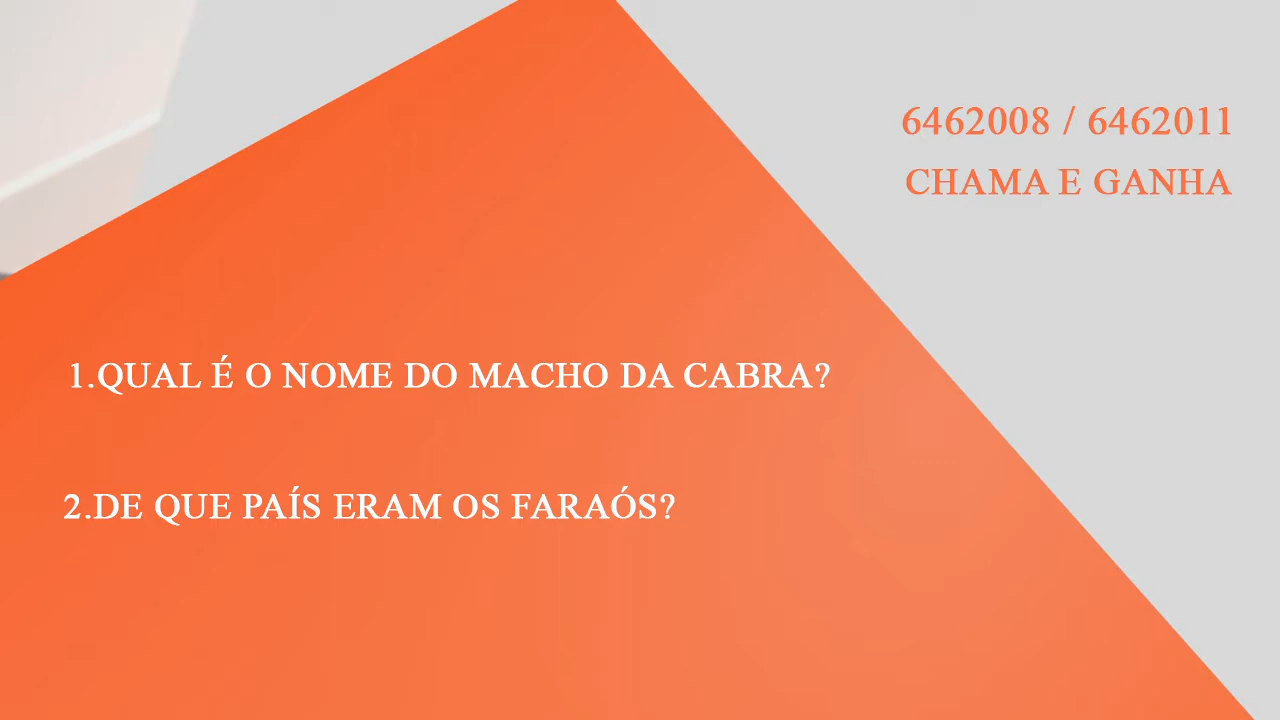 6462008 / 6462011
CHAMA E GANHA
1.QUAL É O NOME DO MACHO DA CABRA?
2.DE QUE PAÍS ERAM OS FARAÓS?